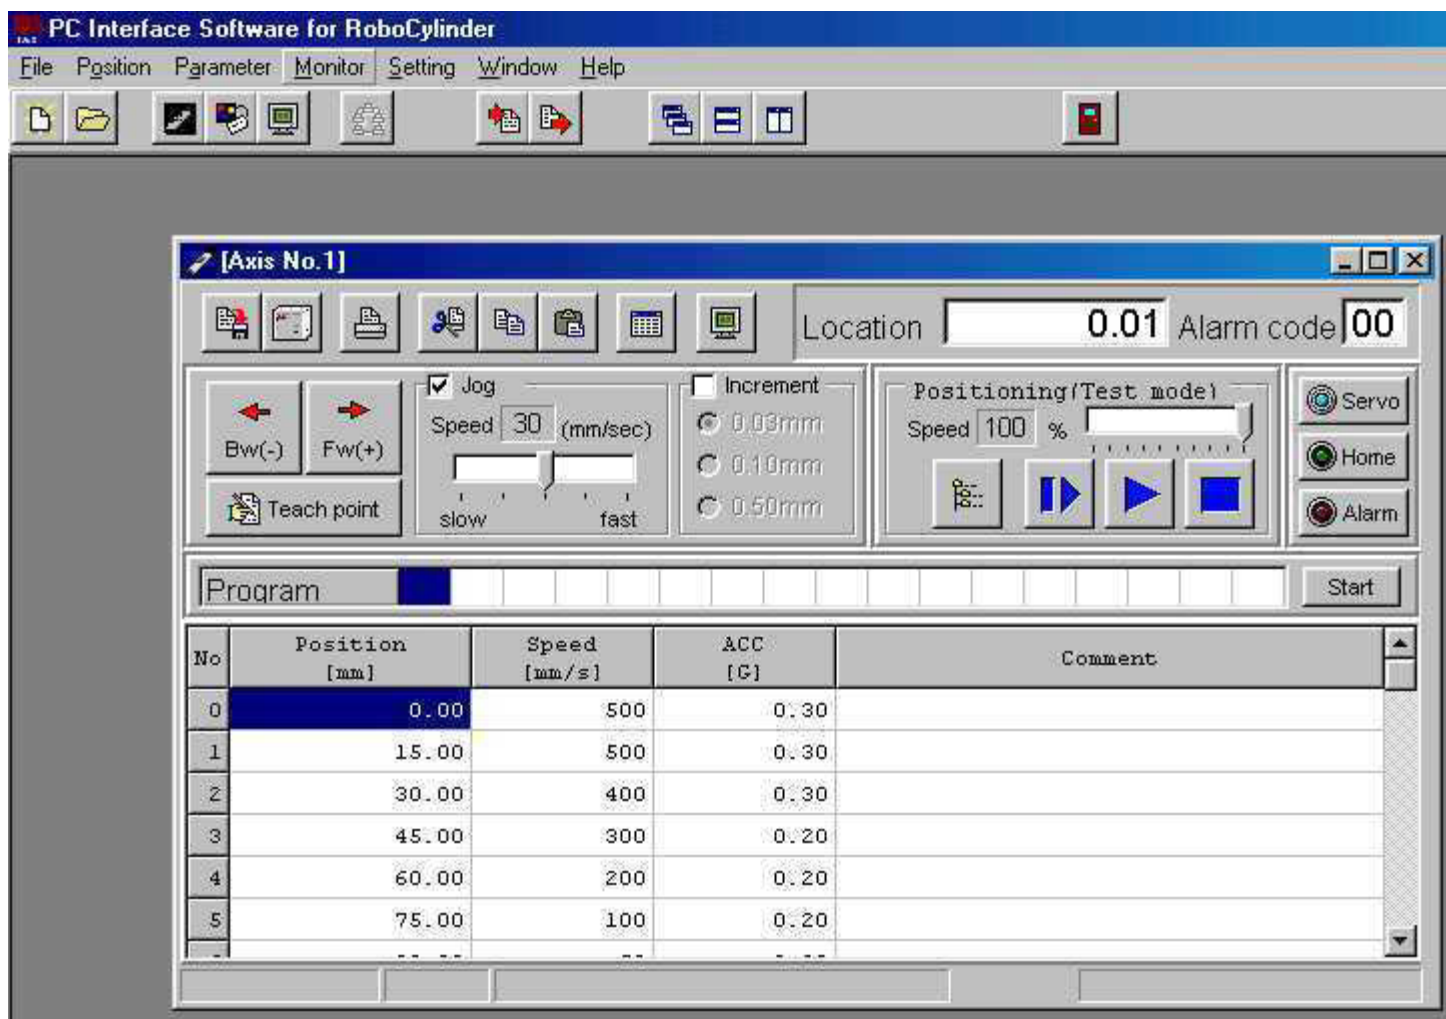 PC Interface Software for RoboCylinder
File Position Parameter Monitor Setting Window Help
[Axis No.1]
Location 0.01 Alarm code 00
Jog
Increment
Positioning(Test mode)
Servo
Speed 30 (mm/sec)
0.03mm
Speed 100 %
Bw(-) Fw(+)
0.10mm
Home
Teach point
slow fast
0.50mm
Alarm
Program
Start
No Position [mm] Speed [mm/s] ACC [G] Comment
0 0.00 500 0.30
1 15.00 500 0.30
2 30.00 400 0.30
3 45.00 300 0.20
4 60.00 200 0.20
5 75.00 100 0.20